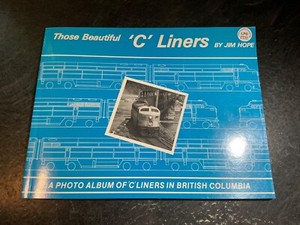 Those Beautiful 'C' Liners
BY JIM HOPE
A PHOTO ALBUM OF 'C' LINERS IN BRITISH COLUMBIA